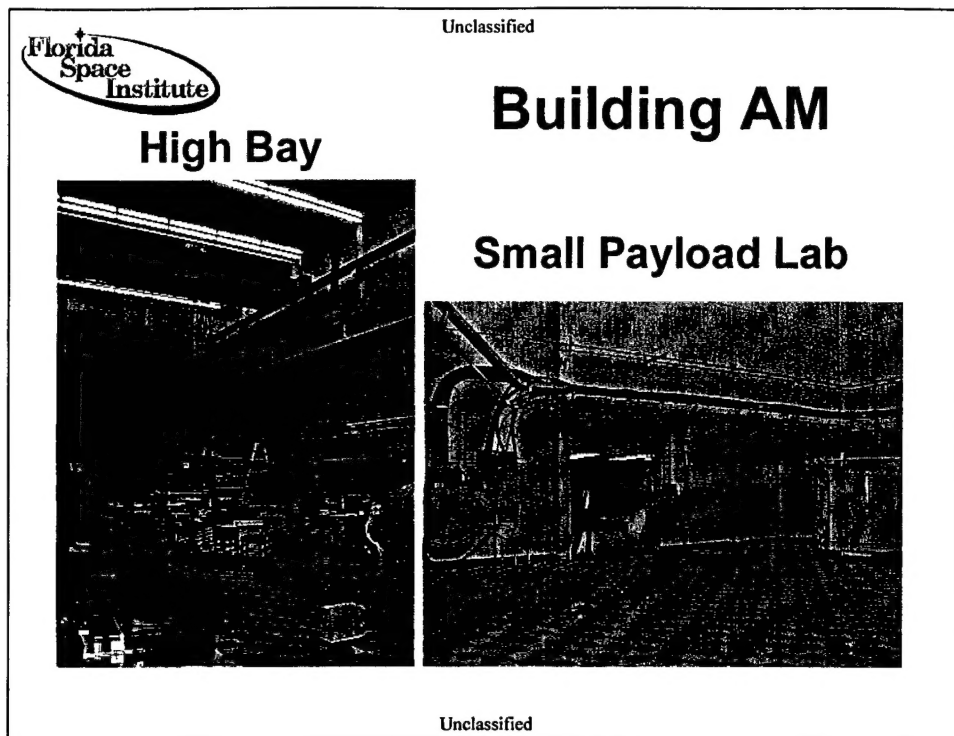 Unclassified
Florida
Space
Institute
Building AM
High Bay
Small Payload Lab
Unclassified